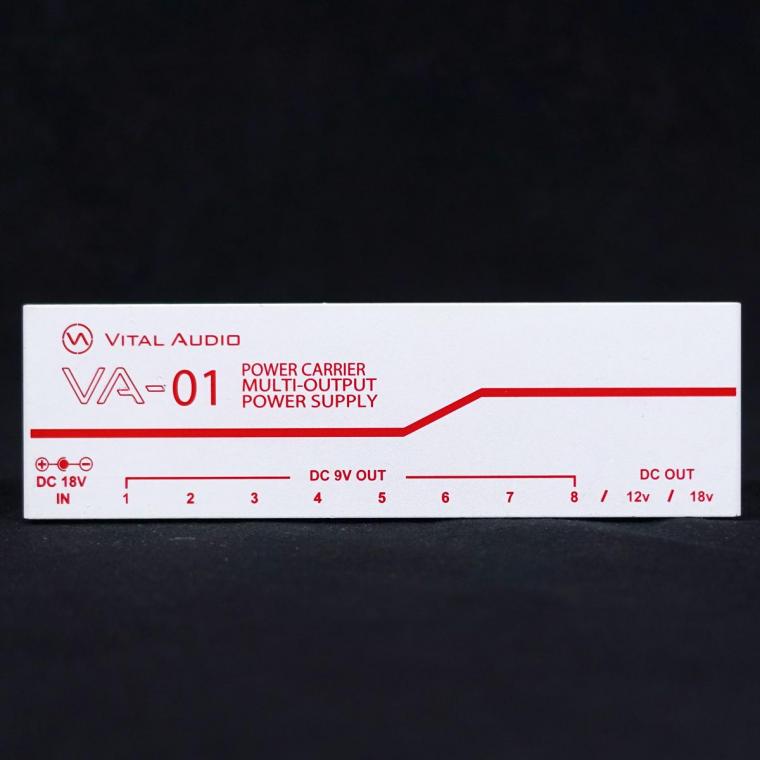 VITAL AUDIO
VA-01
POWER CARRIER
MULTI-OUTPUT
POWER SUPPLY
DC 18V
IN
DC 9V OUT
1 2 3 4 5 6 7 8 / 12v / 18v
DC OUT